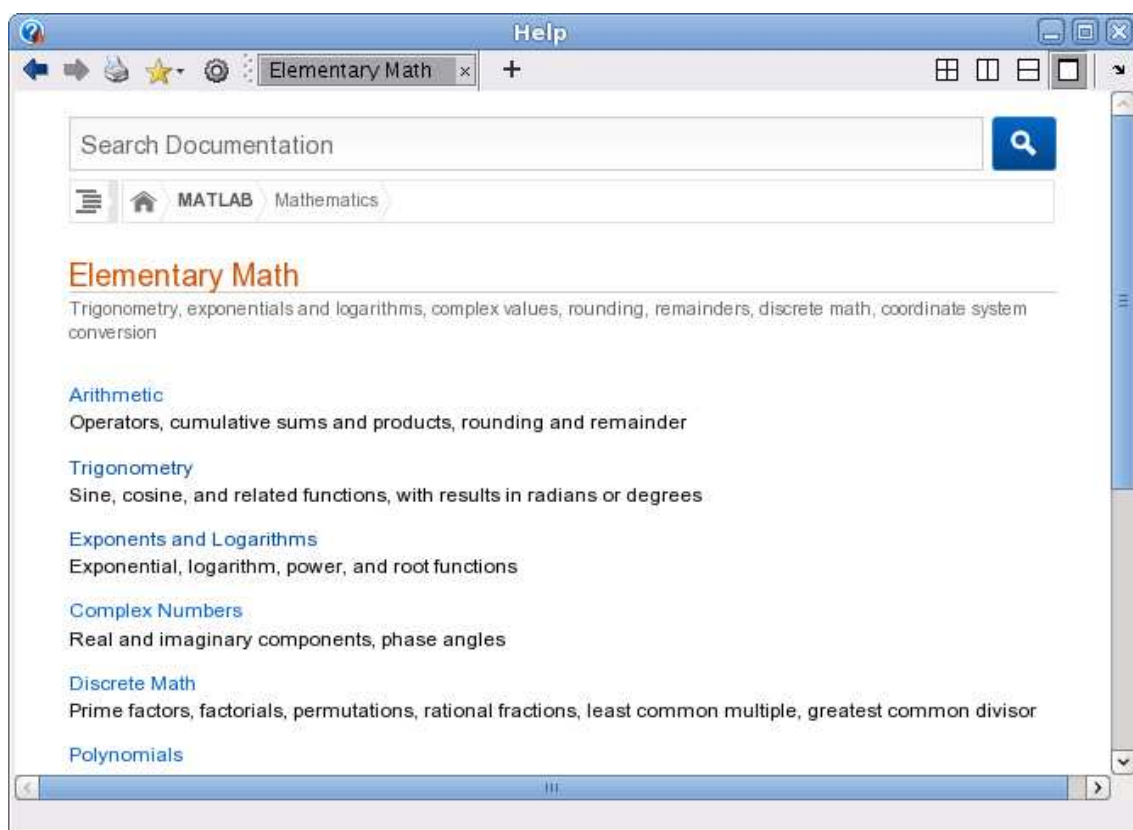 Help
Elementary Math
Search Documentation
MATLAB Mathematics
Elementary Math
Trigonometry, exponentials and logarithms, complex values, rounding, remainders, discrete math, coordinate system
conversion
Arithmetic
Operators, cumulative sums and products, rounding and remainder
Trigonometry
Sine, cosine, and related functions, with results in radians or degrees
Exponents and Logarithms
Exponential, logarithm, power, and root functions
Complex Numbers
Real and imaginary components, phase angles
Discrete Math
Prime factors, factorials, permutations, rational fractions, least common multiple, greatest common divisor
Polynomials